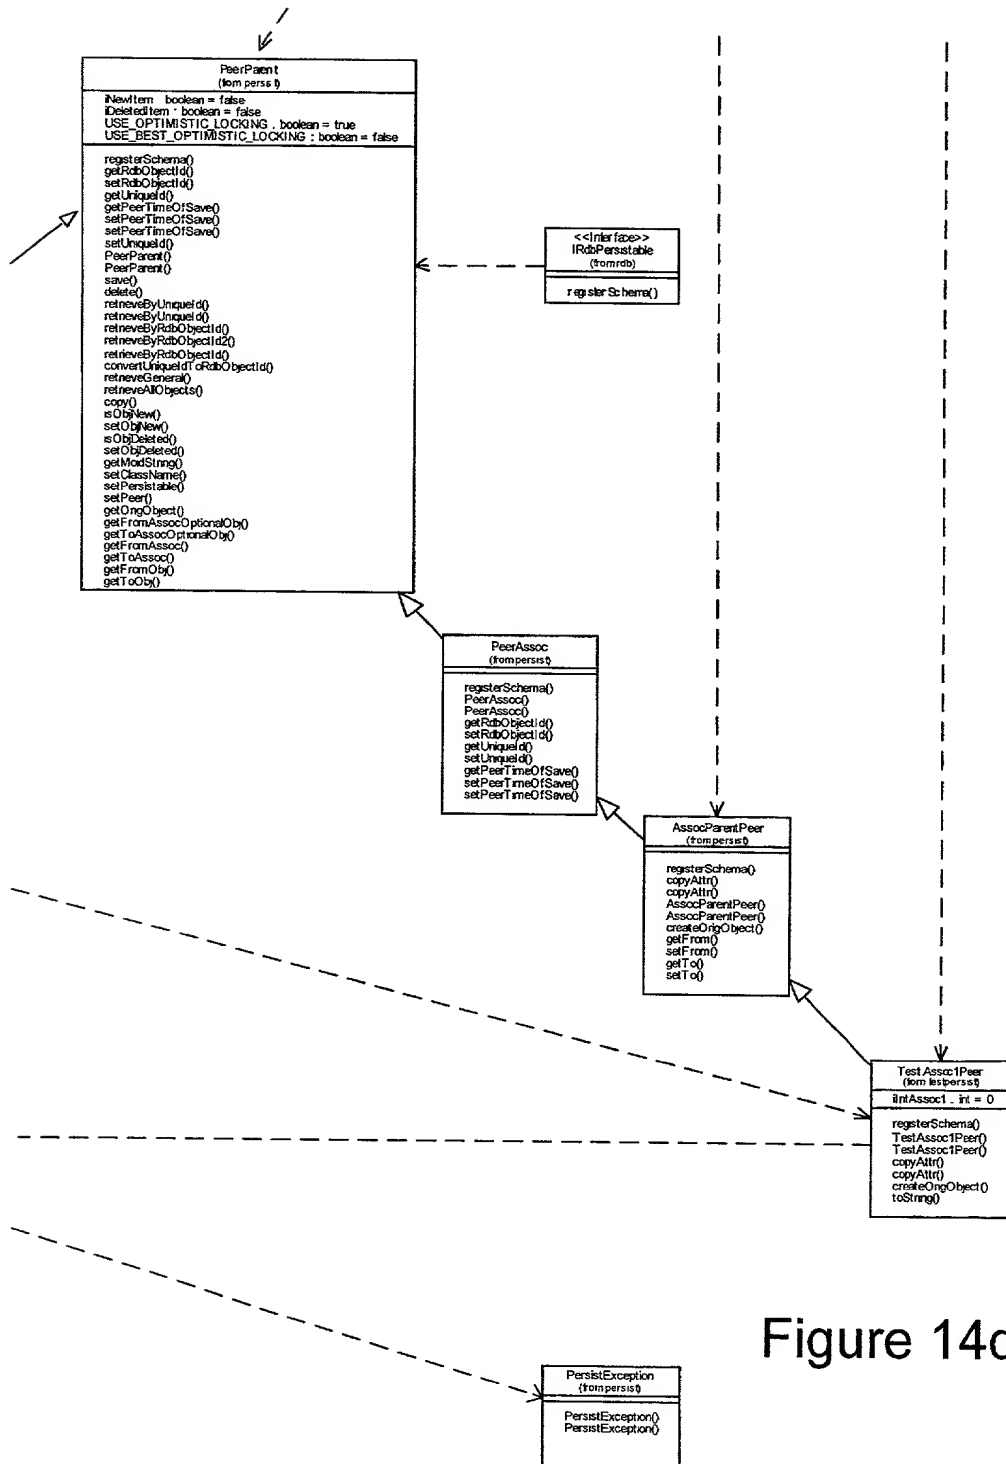 PeerParent
(from persist)
iNewItem boolean = false
iDeletedItem : boolean = false
USE_OPTIMISTIC_LOCKING . boolean = true
USE_BEST_OPTIMISTIC_LOCKING : boolean = false
registerSchema()
getRdbObjectId()
setRdbObjectId()
getUniqueId()
getPeerTimeOfSave()
setPeerTimeOfSave()
setPeerTimeOfSave()
setUniqueId()
PeerParent()
PeerParent()
save()
delete()
retrieveByUniqueId()
retrieveByUniqueId()
retrieveByRdbObjectId()
retrieveByRdbObjectId2()
retrieveByRdbObjectId()
convertUniqueIdToRdbObjectId()
retrieveGeneral()
retrieveAllObjects()
copy()
isObjNew()
setObjNew()
isObjDeleted()
setObjDeleted()
getModString()
setClassName()
setPersistable()
setPeer()
getOrigObject()
getFromAssocOptionalObj()
getToAssocOptionalObj()
getFromAssoc()
getToAssoc()
getFromObj()
getToObj()
<<Interface>>
IRdbPersistable
(from rdb)
registerSchema()
PeerAssoc
(from persist)
registerSchema()
PeerAssoc()
PeerAssoc()
getRdbObjectId()
setRdbObjectId()
getUniqueId()
setUniqueId()
getPeerTimeOfSave()
setPeerTimeOfSave()
setPeerTimeOfSave()
AssocParentPeer
(from persist)
registerSchema()
copyAttr()
copyAttr()
AssocParentPeer()
AssocParentPeer()
createOrigObject()
getFrom()
setFrom()
getTo()
setTo()
TestAssoc1Peer
(from testpersist)
iIntAssoc1 . int = 0
registerSchema()
TestAssoc1Peer()
TestAssoc1Peer()
copyAttr()
copyAttr()
createOrigObject()
toString()
Figure 14d
PersistException
(from persist)
PersistException()
PersistException()